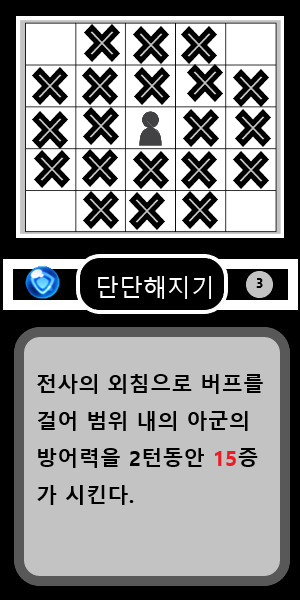 단단해지기 3
전사의 외침으로 버프를
걸어 범위 내의 아군의
방어력을 2턴동안 15증
가 시킨다.